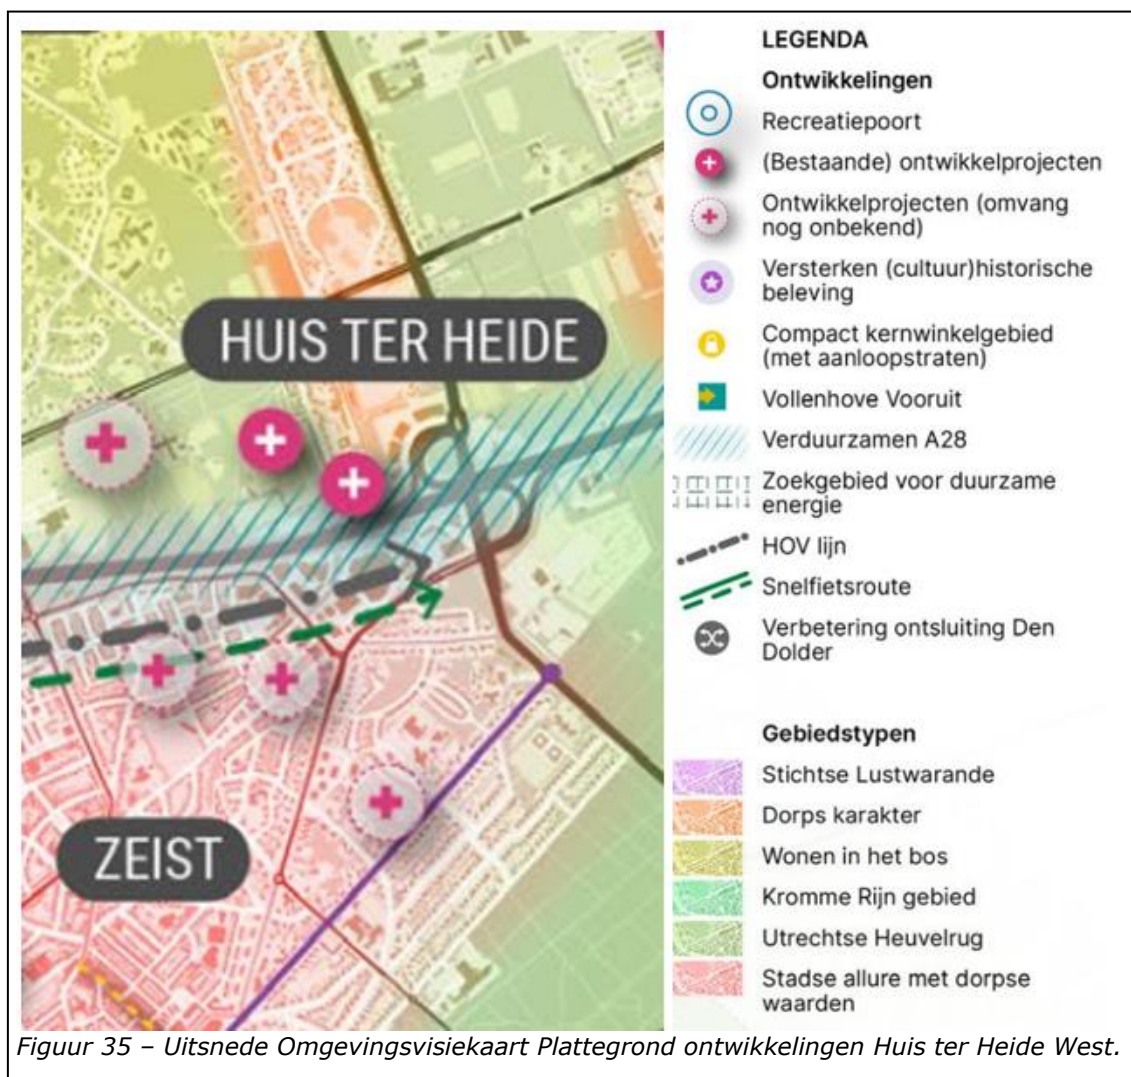 HUIS TER HEIDE
ZEIST
LEGENDA
Ontwikkelingen
Recreatiepoort
(Bestaande) ontwikkelprojecten
Ontwikkelprojecten (omvang
nog onbekend)
Versterken (cultuur)historische
beleving
Compact kernwinkelgebied
(met aanloopstraten)
Vollenhove Vooruit
Verduurzamen A28
Zoekgebied voor duurzame
energie
HOV lijn
Snelfietsroute
Verbetering ontsluiting Den
Dolder
Gebiedstypen
Stichtse Lustwarande
Dorps karakter
Wonen in het bos
Kromme Rijn gebied
Utrechtse Heuvelrug
Stadse allure met dorpse
waarden
Figuur 35 – Uitsnede Omgevingsvisiekaart Plattegrond ontwikkelingen Huis ter Heide West.